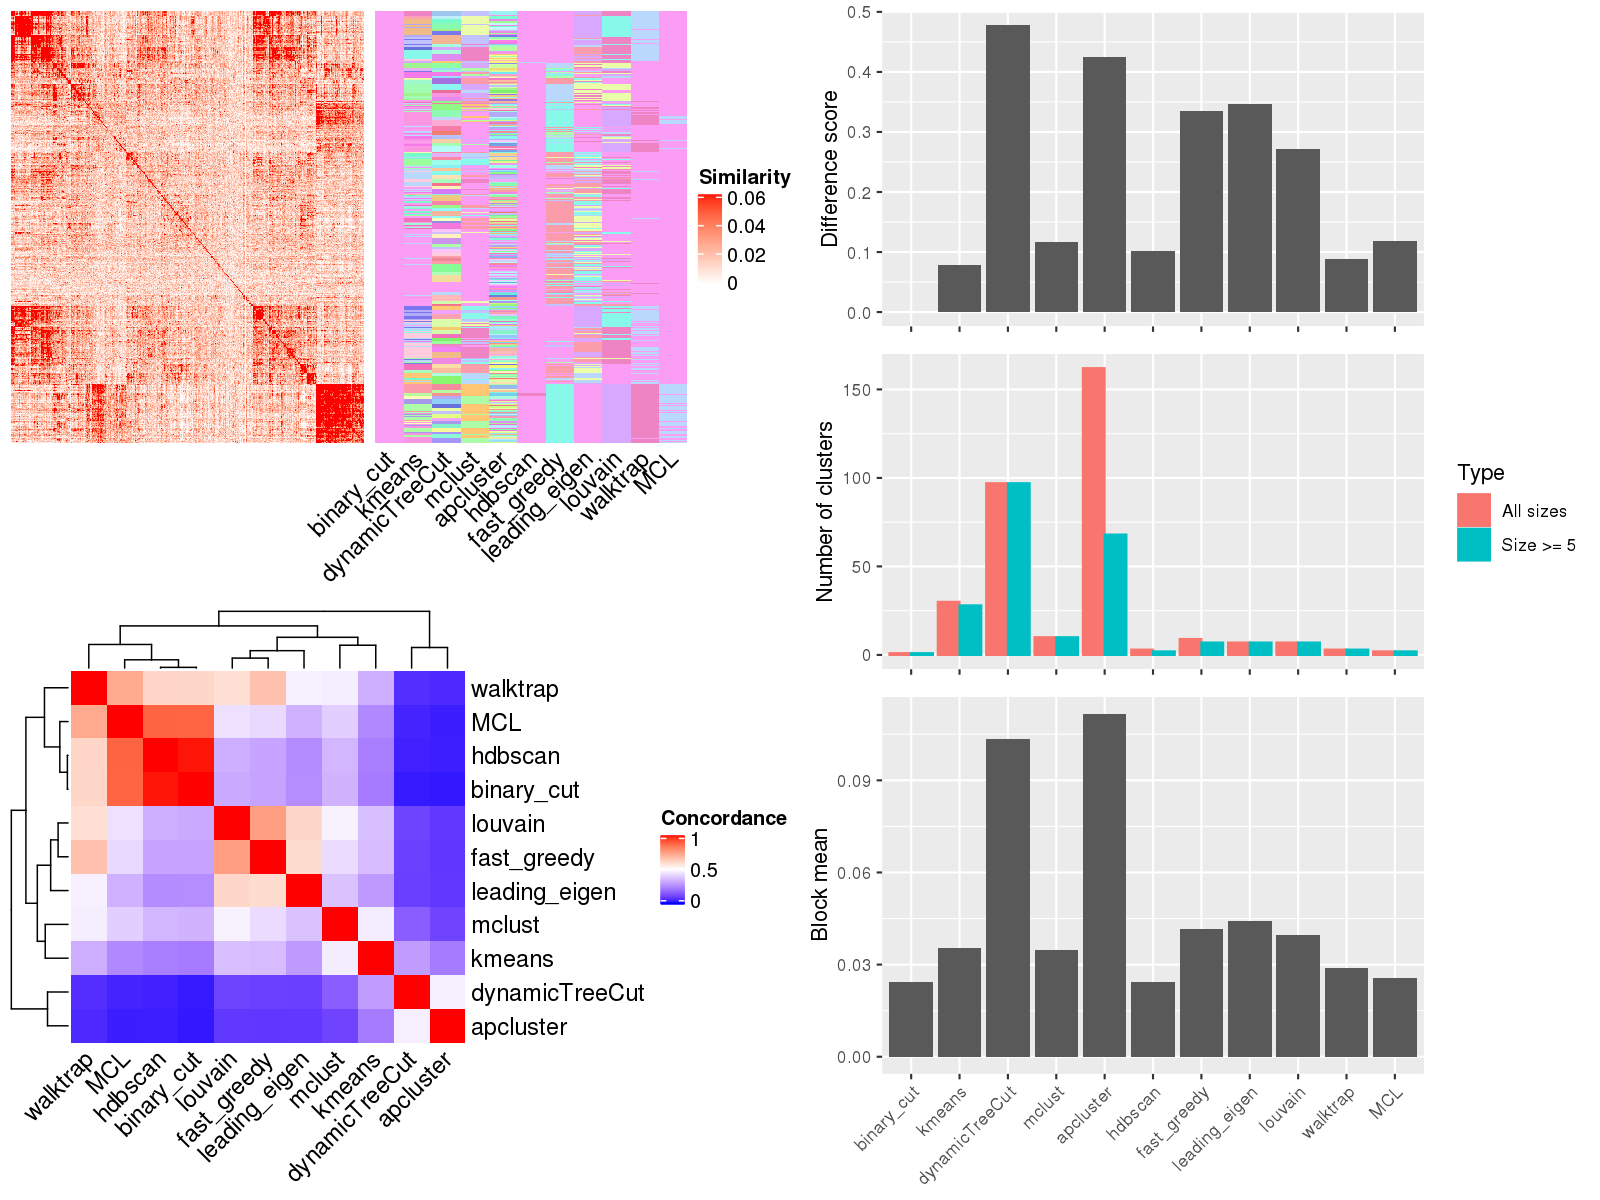 Similarity
0.06
0.04
0.02
0
binary_cut
kmeans
dynamicTreeCut
mclust
apcluster
hdbscan
fast_greedy
leading_eigen
louvain
walktrap
MCL
walktrap
MCL
hdbscan
binary_cut
louvain
fast_greedy
leading_eigen
mclust
kmeans
dynamicTreeCut
apcluster
walktrap
MCL
hdbscan
binary_cut
louvain
fast_greedy
leading_eigen
mclust
kmeans
dynamicTreeCut
apcluster
Concordance
1
0.5
0
Difference score
0.5
0.4
0.3
0.2
0.1
0.0
Number of clusters
150
100
50
0
Type
All sizes
Size >= 5
Block mean
0.09
0.06
0.03
0.00
binary_cut
kmeans
dynamicTreeCut
mclust
apcluster
hdbscan
fast_greedy
leading_eigen
louvain
walktrap
MCL